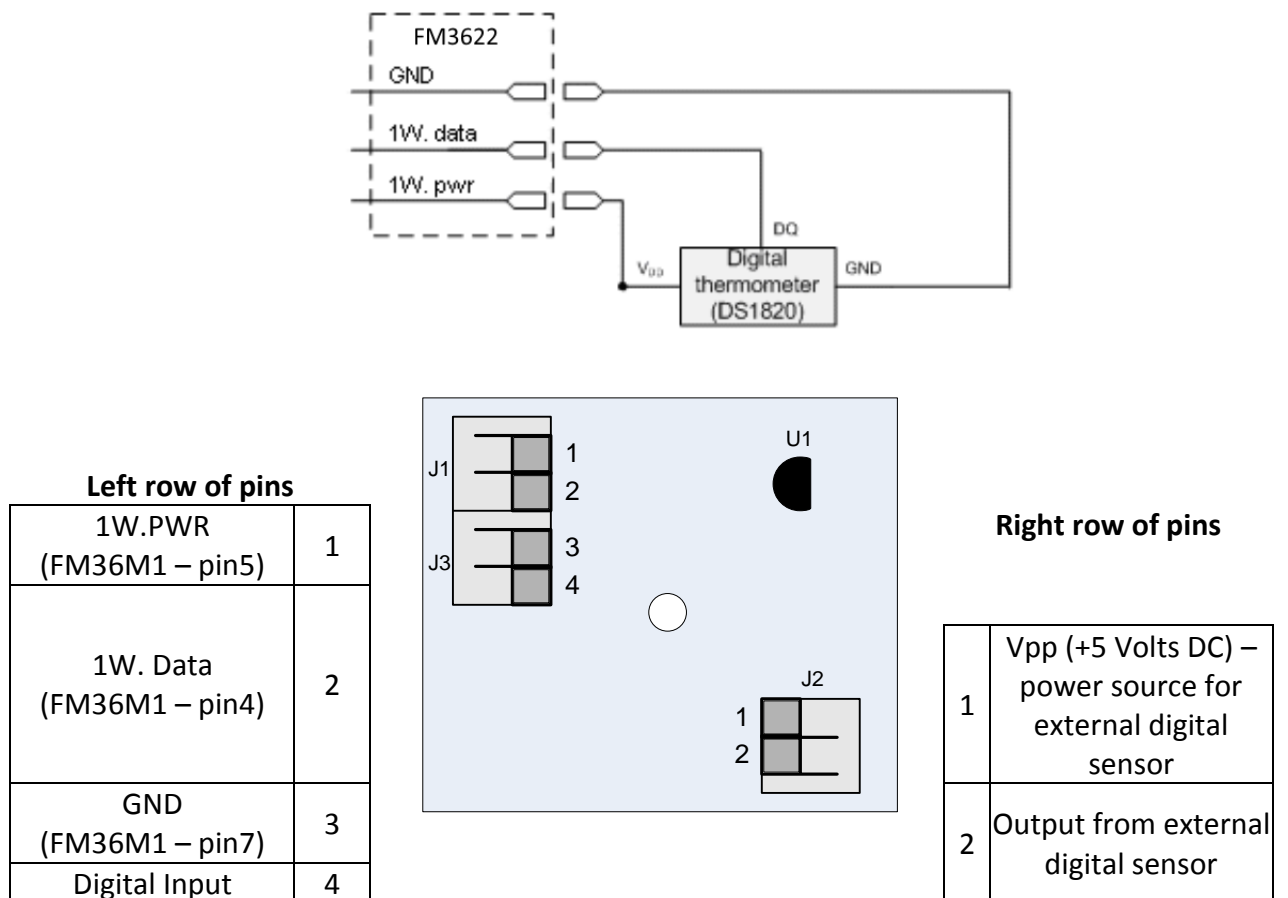 FM3622
GND
1W. data
1W. pwr
DQ
VDD
Digital
thermometer
(DS1820)
GND
Left row of pins
1W.PWR
(FM36M1 – pin5)
1
1W. Data
(FM36M1 – pin4)
2
GND
(FM36M1 – pin7)
3
Digital Input
4
J1
1
2
J3
3
4
U1
J2
1
2
Right row of pins
1
Vpp (+5 Volts DC) –
power source for
external digital
sensor
2
Output from external
digital sensor